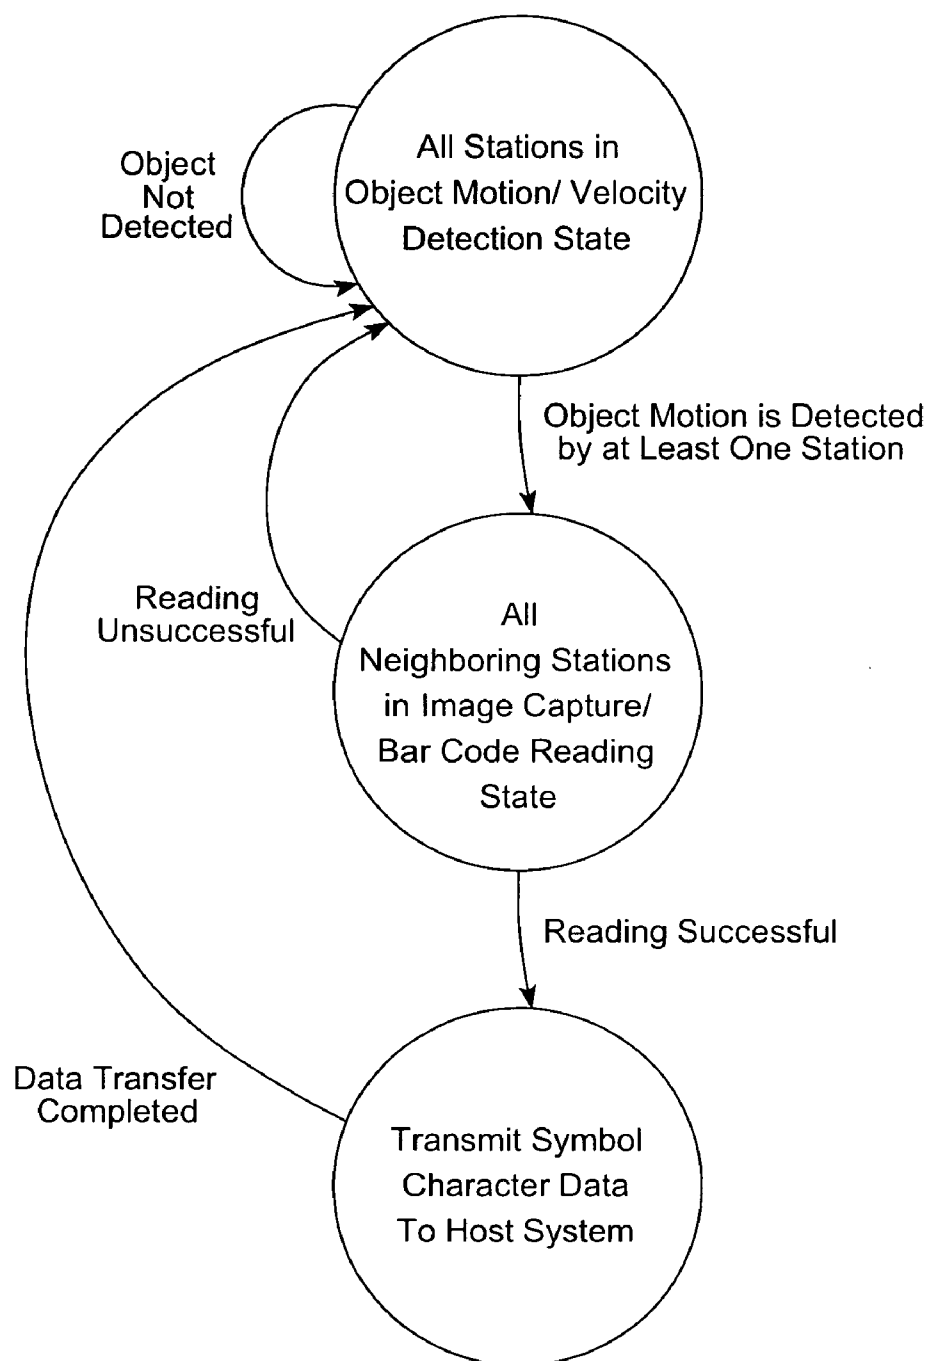 All Stations in
Object Motion/ Velocity
Detection State
Object
Not
Detected
Object Motion is Detected
by at Least One Station
Reading
Unsuccessful
All
Neighboring Stations
in Image Capture/
Bar Code Reading
State
Reading Successful
Data Transfer
Completed
Transmit Symbol
Character Data
To Host System